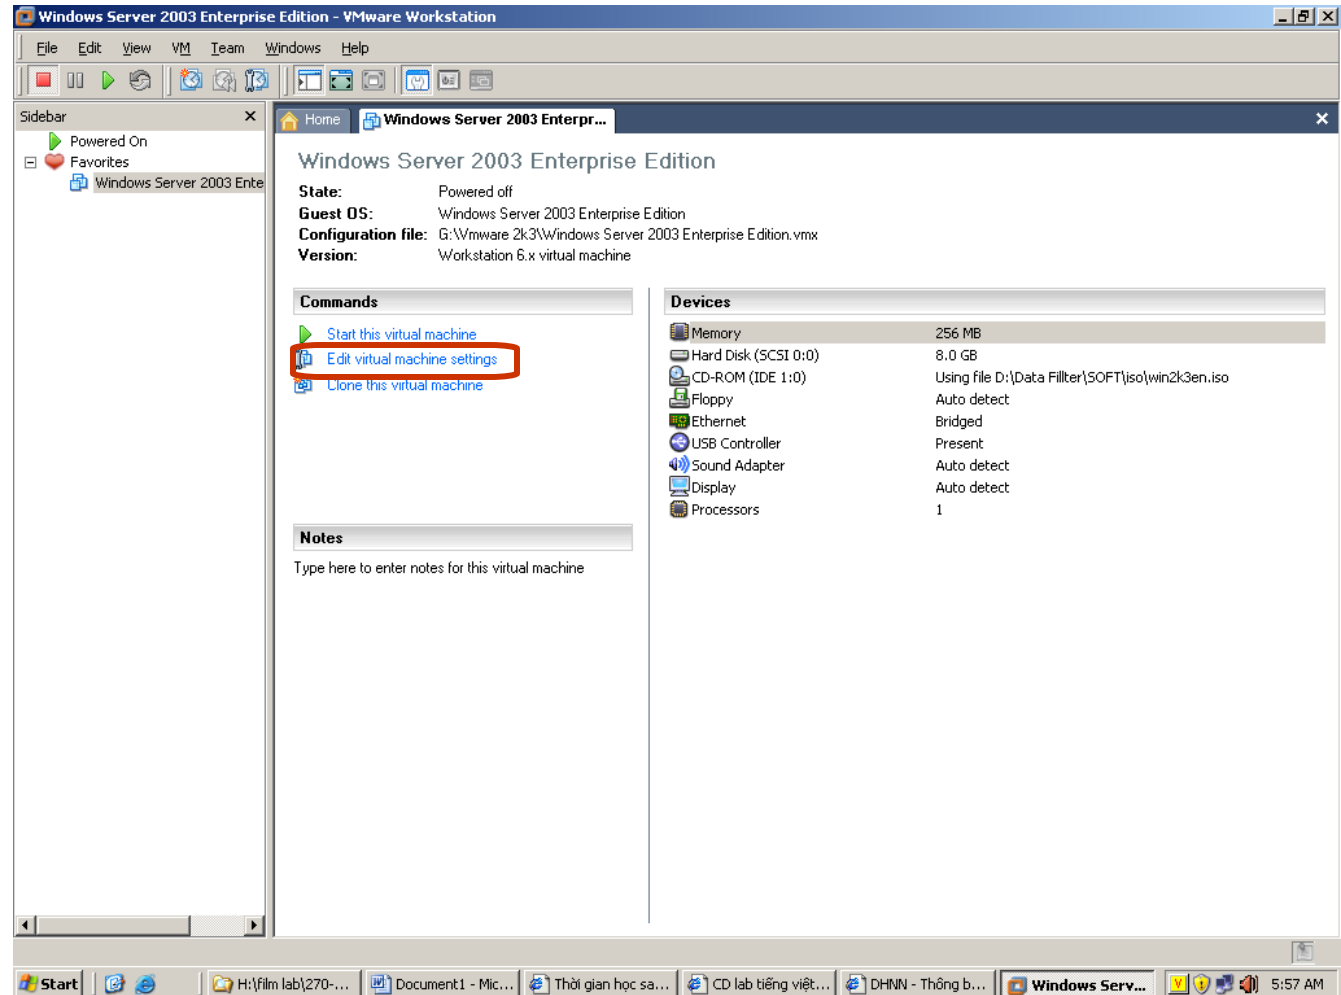 Windows Server 2003 Enterprise Edition - VMware Workstation
File Edit View VM Team Windows Help
Sidebar
Powered On
Favorites
Windows Server 2003 Ente
Home
Windows Server 2003 Enterpr...
Windows Server 2003 Enterprise Edition
State: Powered off
Guest OS: Windows Server 2003 Enterprise Edition
Configuration file: G:\Vmware 2k3\Windows Server 2003 Enterprise Edition.vmx
Version: Workstation 6.x virtual machine
Commands
Start this virtual machine
Edit virtual machine settings
Clone this virtual machine
Notes
Type here to enter notes for this virtual machine
Devices
Memory 256 MB
Hard Disk (SCSI 0:0) 8.0 GB
CD-ROM (IDE 1:0) Using file D:\Data Fillter\SOFT\iso\win2k3en.iso
Floppy Auto detect
Ethernet Bridged
USB Controller Present
Sound Adapter Auto detect
Display Auto detect
Processors 1
Start H:\film lab\270-... Document1 - Mic... Thời gian học sa... CD lab tiếng việt... DHNN - Thông b... Windows Serv... V 5:57 AM